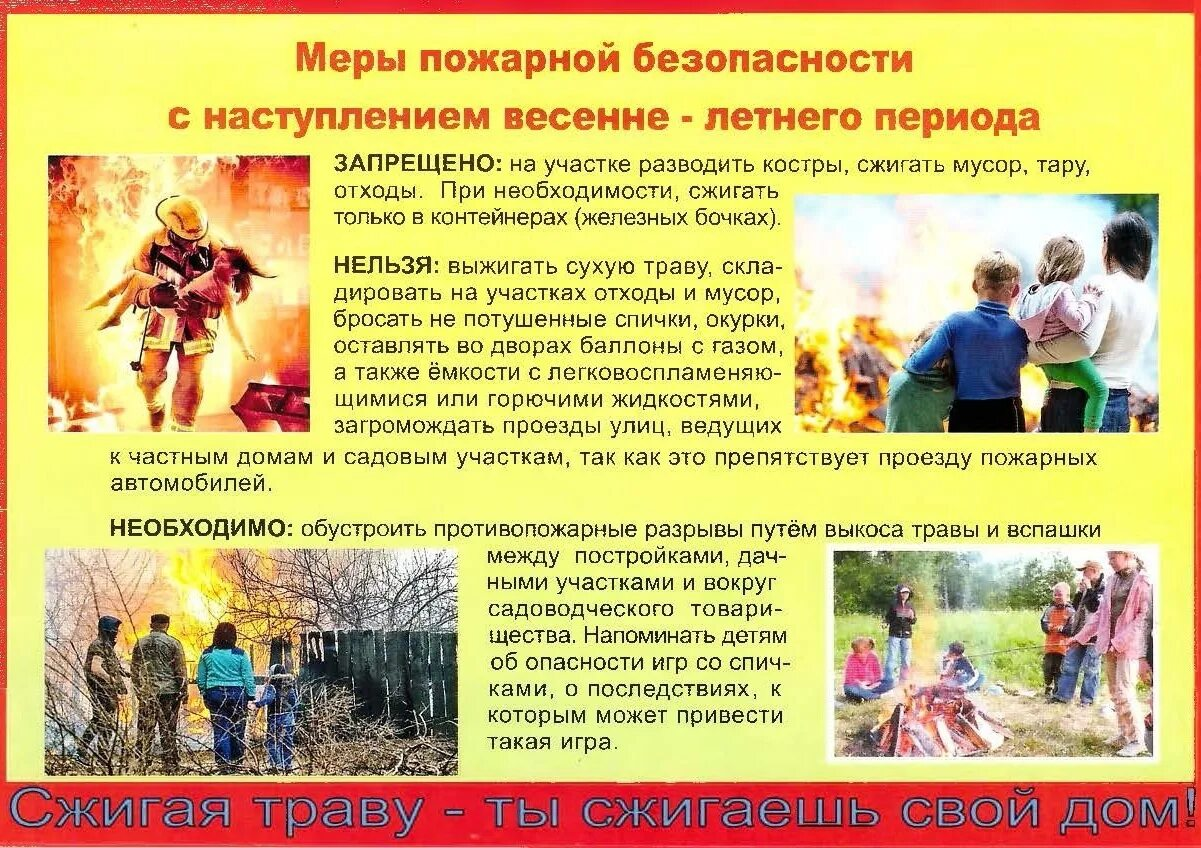 Меры пожарной безопасности
с наступлением весенне - летнего периода
ЗАПРЕЩЕНО: на участке разводить костры, сжигать мусор, тару,
отходы. При необходимости, сжигать
только в контейнерах (железных бочках).
НЕЛЬЗЯ: выжигать сухую траву, скла-
дировать на участках отходы и мусор,
бросать не потушенные спички, окурки,
оставлять во дворах баллоны с газом,
а также ёмкости с легковоспламеняю-
щимися или горючими жидкостями,
загромождать проезды улиц, ведущих
к частным домам и садовым участкам, так как это препятствует проезду пожарных
автомобилей.
НЕОБХОДИМО: обустроить противопожарные разрывы путём выкоса травы и вспашки
между постройками, дач-
ными участками и вокруг
садоводческого товари-
щества. Напоминать детям
об опасности игр со спич-
ками, о последствиях, к
которым может привести
такая игра.
Сжигая траву - ты сжигаешь свой дом!